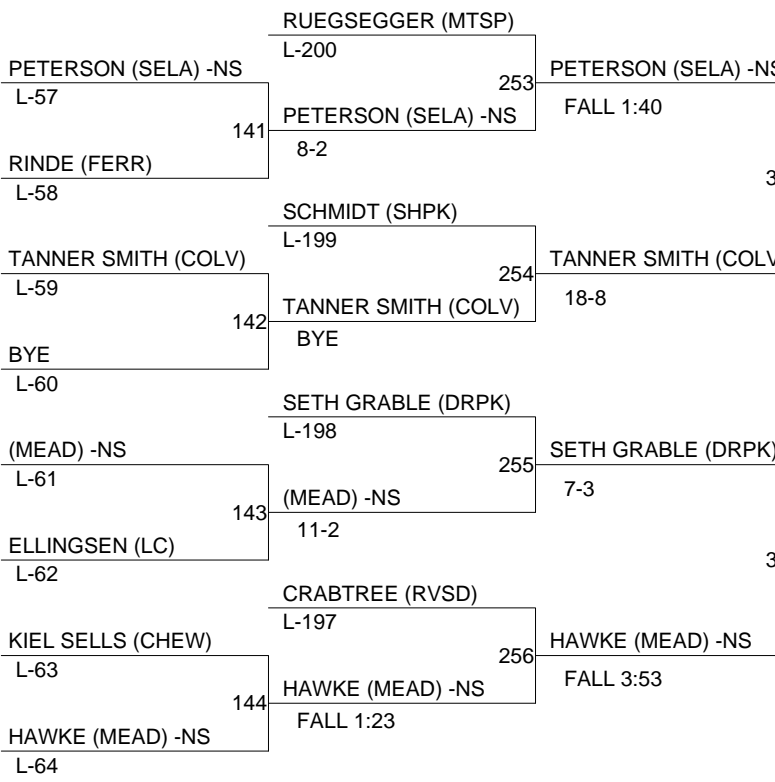 RUEGSEGGER (MTSP)
L-200
PETERSON (SELA) -NS
L-57
253
PETERSON (SELA) -NS
FALL 1:40
141
PETERSON (SELA) -NS
8-2
RINDE (FERR)
L-58
3
SCHMIDT (SHPK)
L-199
TANNER SMITH (COLV)
L-59
254
TANNER SMITH (COLV
18-8
142
TANNER SMITH (COLV)
BYE
BYE
L-60
SETH GRABLE (DRPK)
L-198
(MEAD) -NS
L-61
255
SETH GRABLE (DRPK)
7-3
143
(MEAD) -NS
11-2
ELLINGSEN (LC)
L-62
3
CRABTREE (RVSD)
L-197
KIEL SELLS (CHEW)
L-63
256
HAWKE (MEAD) -NS
FALL 3:53
144
HAWKE (MEAD) -NS
FALL 1:23
HAWKE (MEAD) -NS
L-64